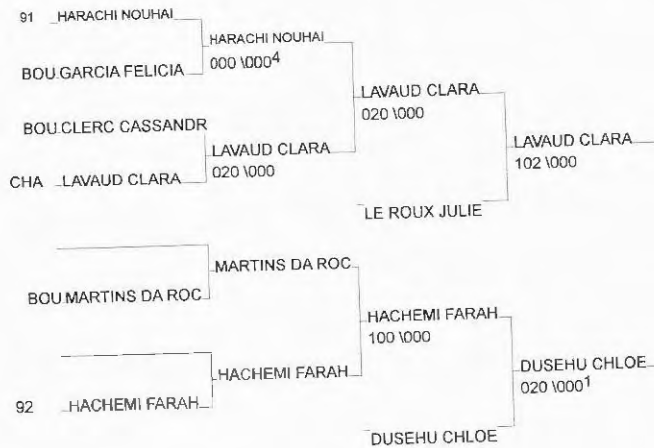 91 HARACHI NOUHAI
HARACHI NOUHAI
000 \000⁴
BOU GARCIA FELICIA
LAVAUD CLARA
020 \000
BOU CLERC CASSANDR
LAVAUD CLARA
020 \000
LAVAUD CLARA
102 \000
CHA LAVAUD CLARA
LE ROUX JULIE
MARTINS DA ROC
BOU MARTINS DA ROC
HACHEMI FARAH
100 \000
HACHEMI FARAH
DUSEHU CHLOE
020 \000¹
92 HACHEMI FARAH
DUSEHU CHLOE